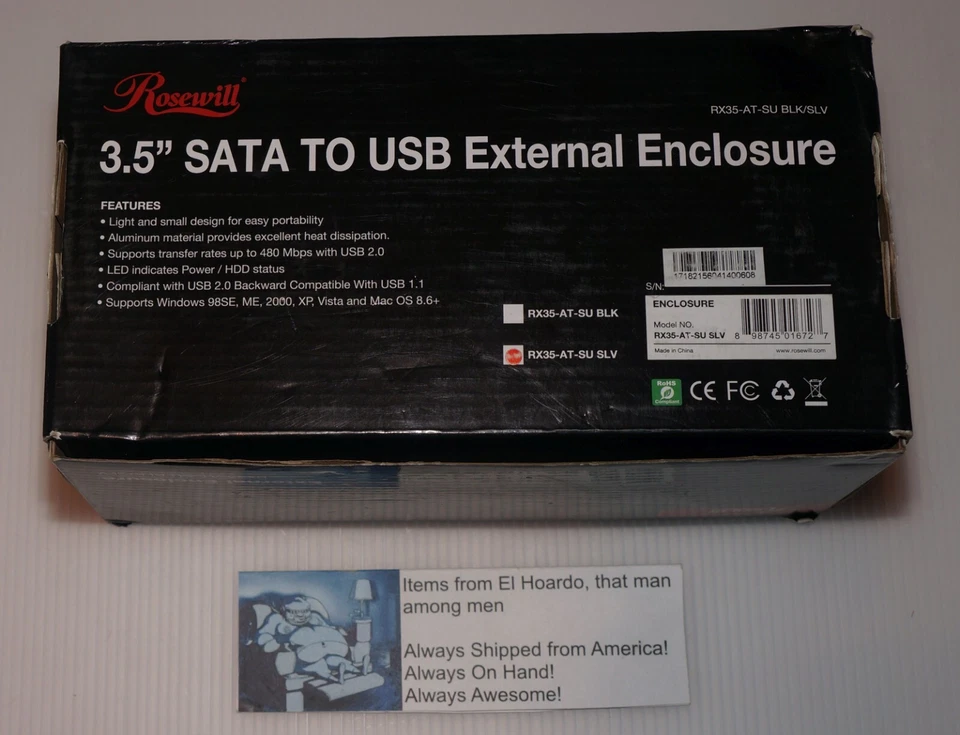 Rosewill®
RX35-AT-SU BLK/SLV
3.5” SATA TO USB External Enclosure
FEATURES
• Light and small design for easy portability
• Aluminum material provides excellent heat dissipation.
• Supports transfer rates up to 480 Mbps with USB 2.0
• LED indicates Power / HDD status
• Compliant with USB 2.0 Backward Compatible With USB 1.1
• Supports Windows 98SE, ME, 2000, XP, Vista and Mac OS 8.6+
RX35-AT-SU BLK
RX35-AT-SU SLV
17182156041400608
S/N:
ENCLOSURE
Model NO.
RX35-AT-SU SLV
8 98745 01672 7
Made in China www.rosewill.com
RoHS
Compliant
CE FC
Items from El Hoardo, that man
among men
Always Shipped from America!
Always On Hand!
Always Awesome!